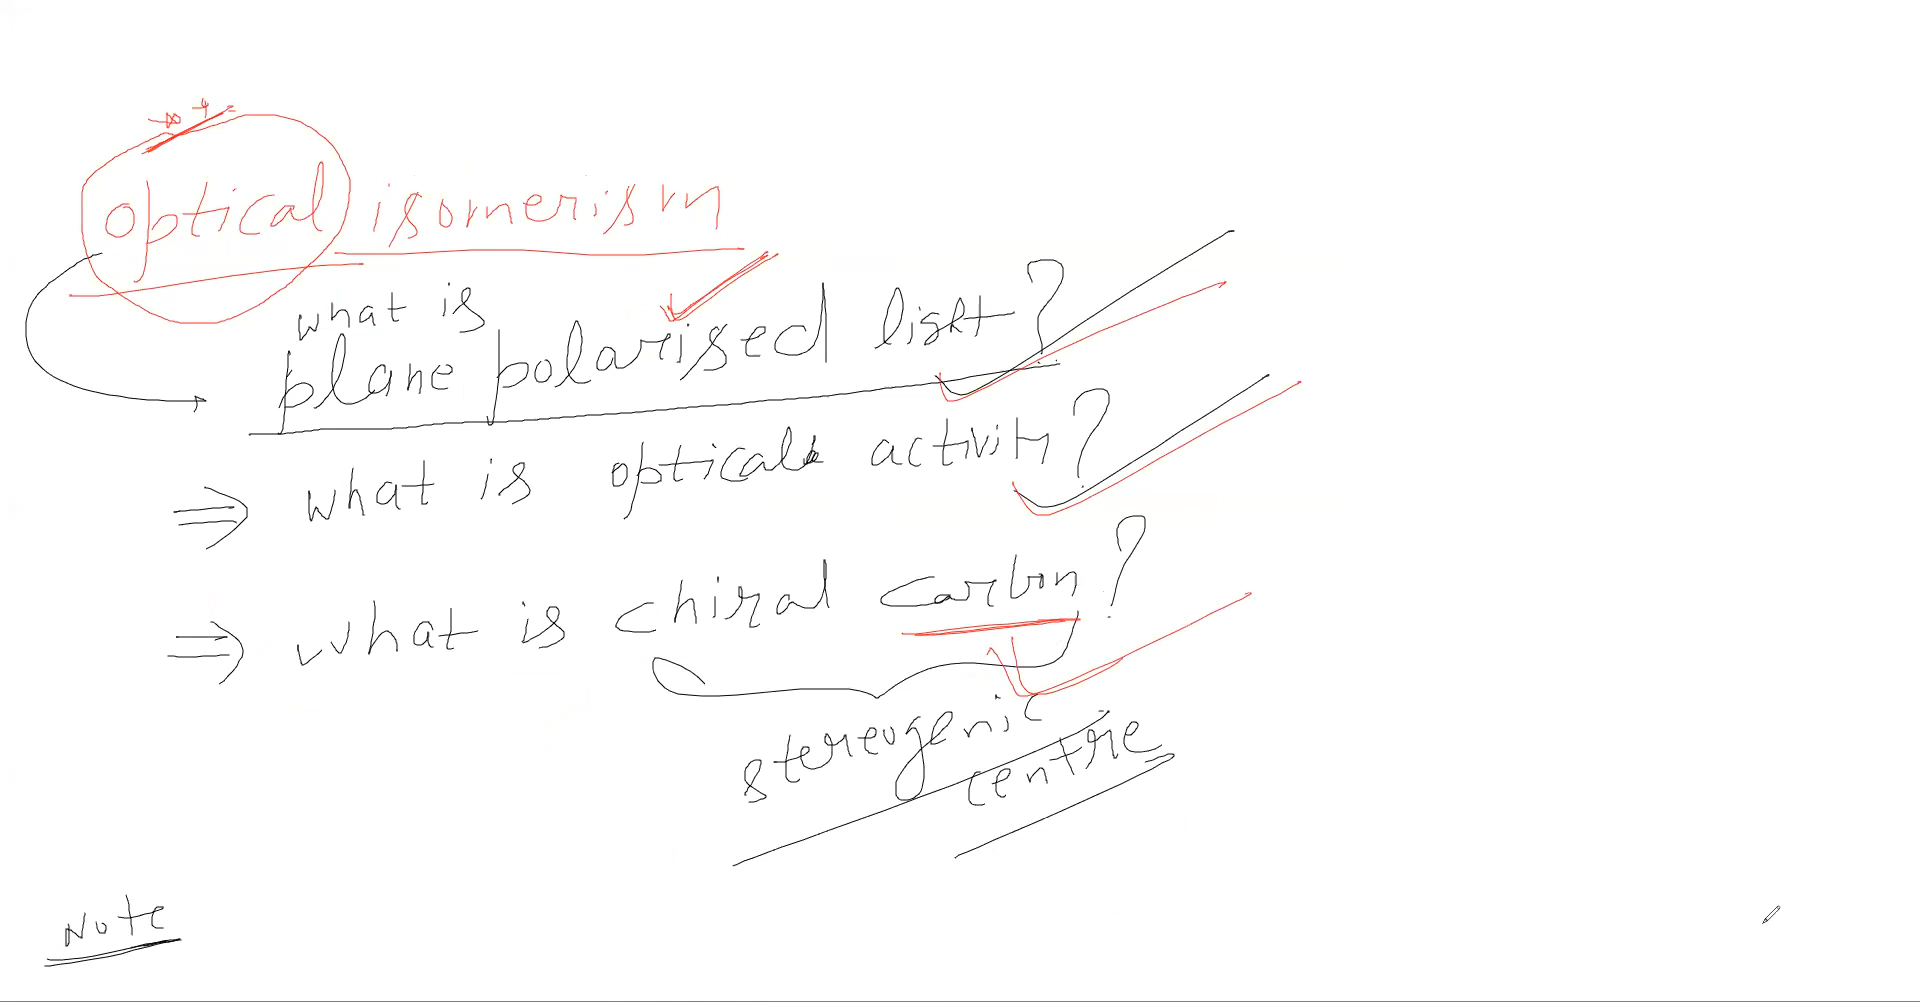 optical isomerism
what is
plane polarised light?
⇒ what is optical activity?
⇒ what is chiral carbon?
stereogenic
centre
Note